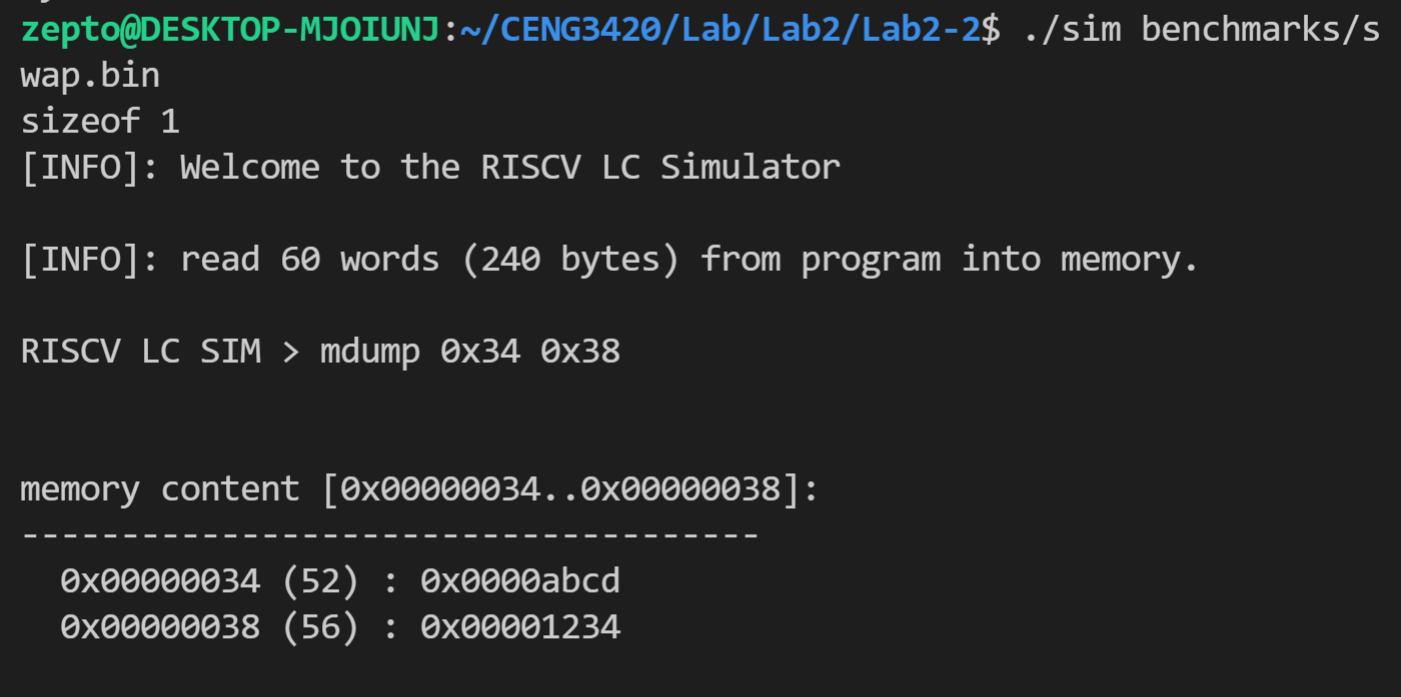 zepto@DESKTOP-MJOIUNJ:~/CENG3420/Lab/Lab2/Lab2-2$ ./sim benchmarks/s
wap.bin
sizeof 1
[INFO]: Welcome to the RISCV LC Simulator
[INFO]: read 60 words (240 bytes) from program into memory.
RISCV LC SIM > mdump 0x34 0x38
memory content [0x00000034..0x00000038]:
-------------------------------------
0x00000034 (52) : 0x0000abcd
0x00000038 (56) : 0x00001234